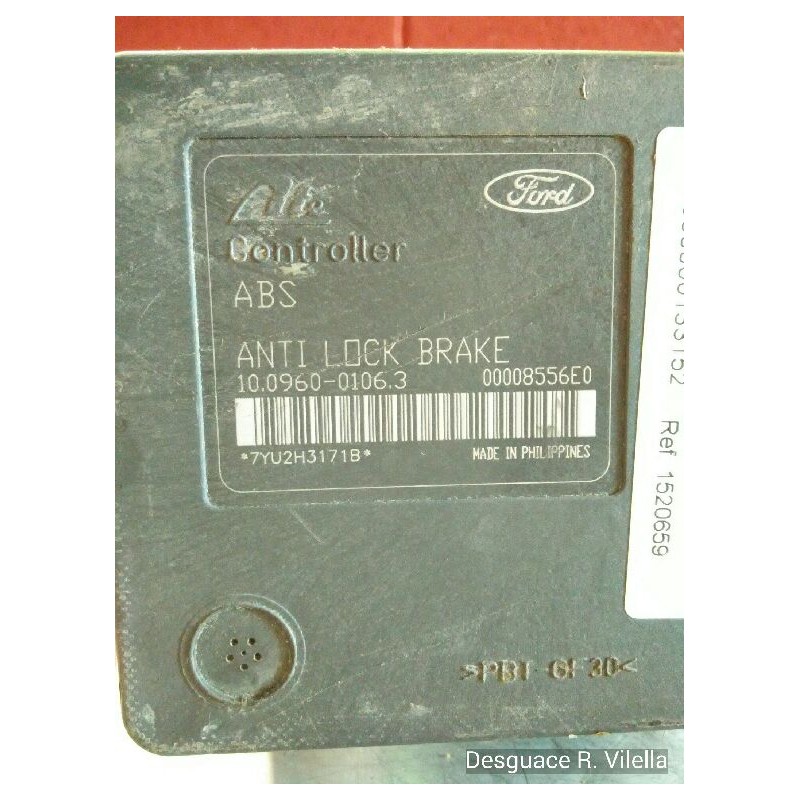 Ate
Ford
Controller
ABS
ANTI LOCK BRAKE
10.0960-0106.3 00008556E0
*7YU2H3171B* MADE IN PHILIPPINES
Ref 1520659
>PBT-GF30<
Desguace R. Vilella